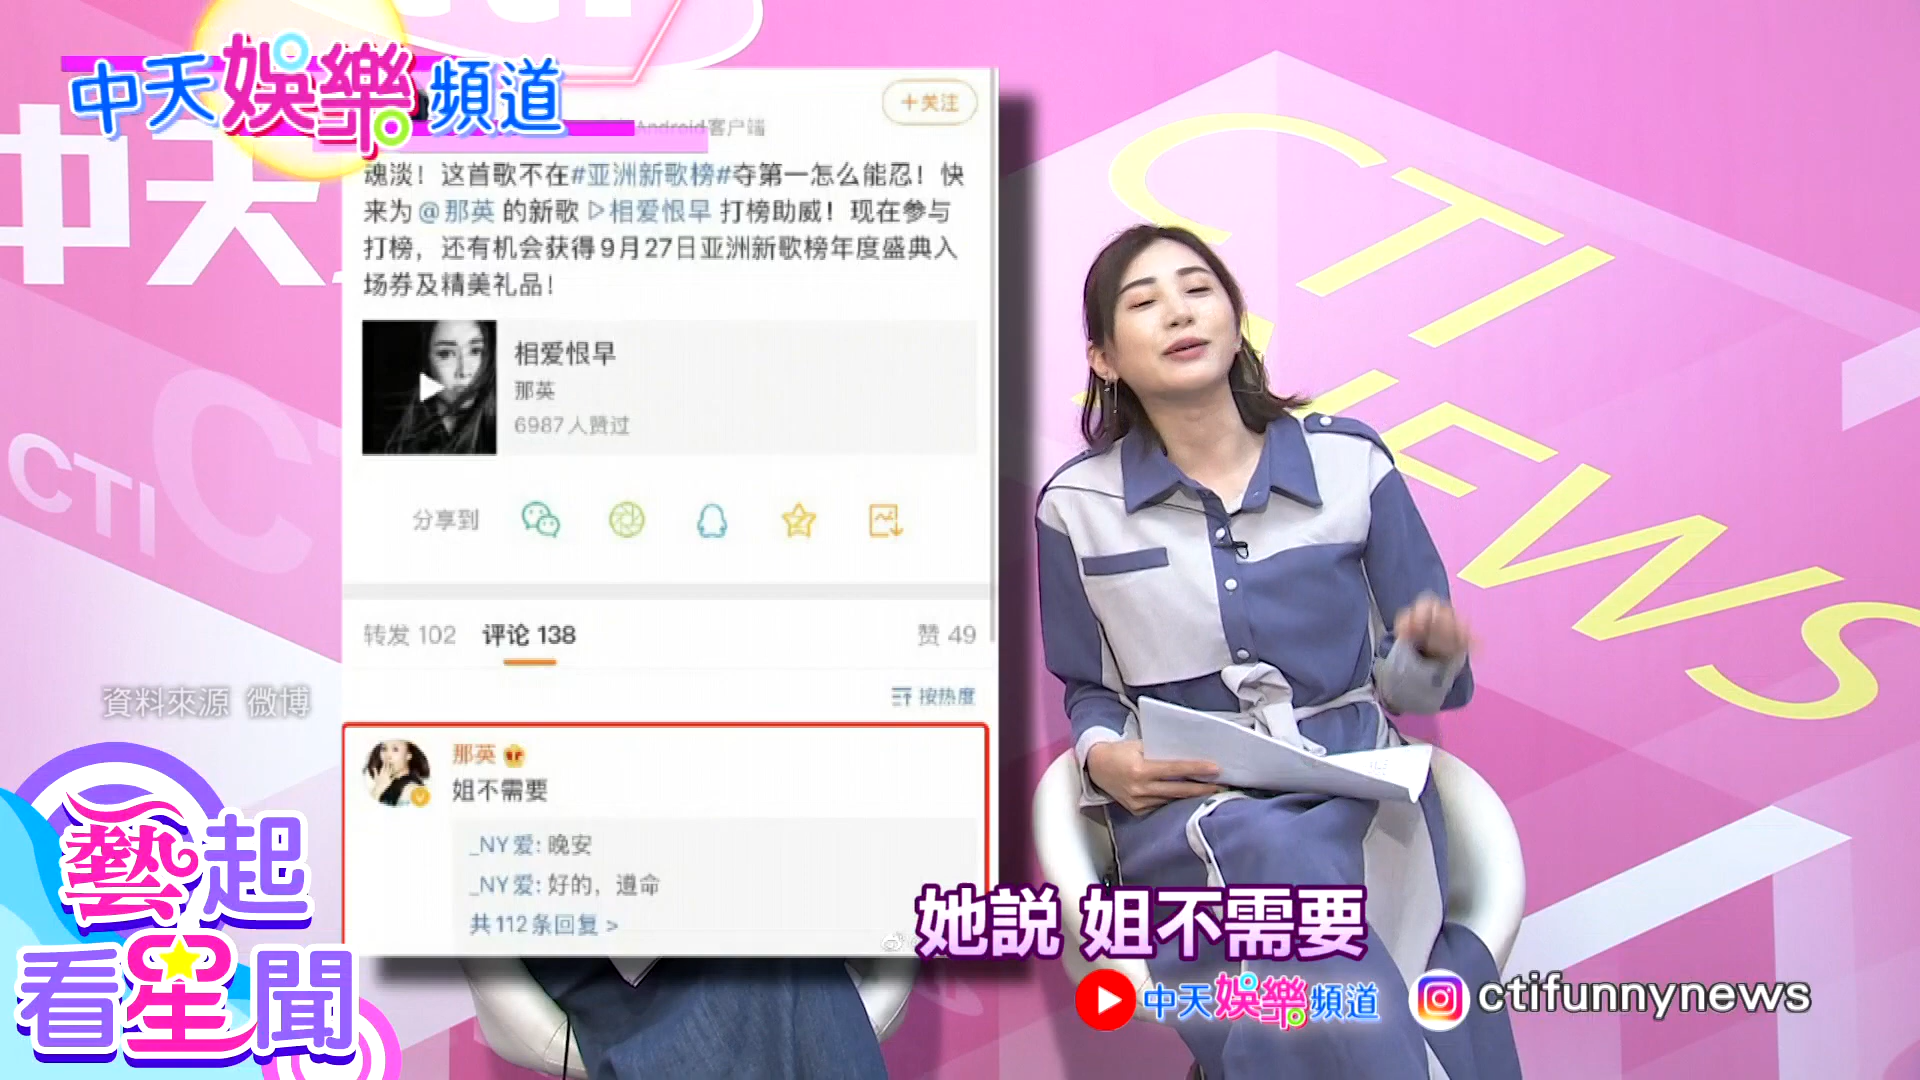 中天娛樂頻道
中天
CTI
CTI NEWS
+关注
Android客户端
魂淡！这首歌不在#亚洲新歌榜#夺第一怎么能忍！快
来为@那英 的新歌 ▷相爱恨早 打榜助威！现在参与
打榜，还有机会获得9月27日亚洲新歌榜年度盛典入
场券及精美礼品！
相爱恨早
那英
6987人赞过
分享到
转发 102 评论 138 赞 49
按热度
那英
姐不需要
_NY爱: 晚安
_NY爱: 好的，遵命
共112条回复 >
資料來源 微博
藝起
看星聞
她説 姐不需要
中天娛樂頻道 ctifunnynews